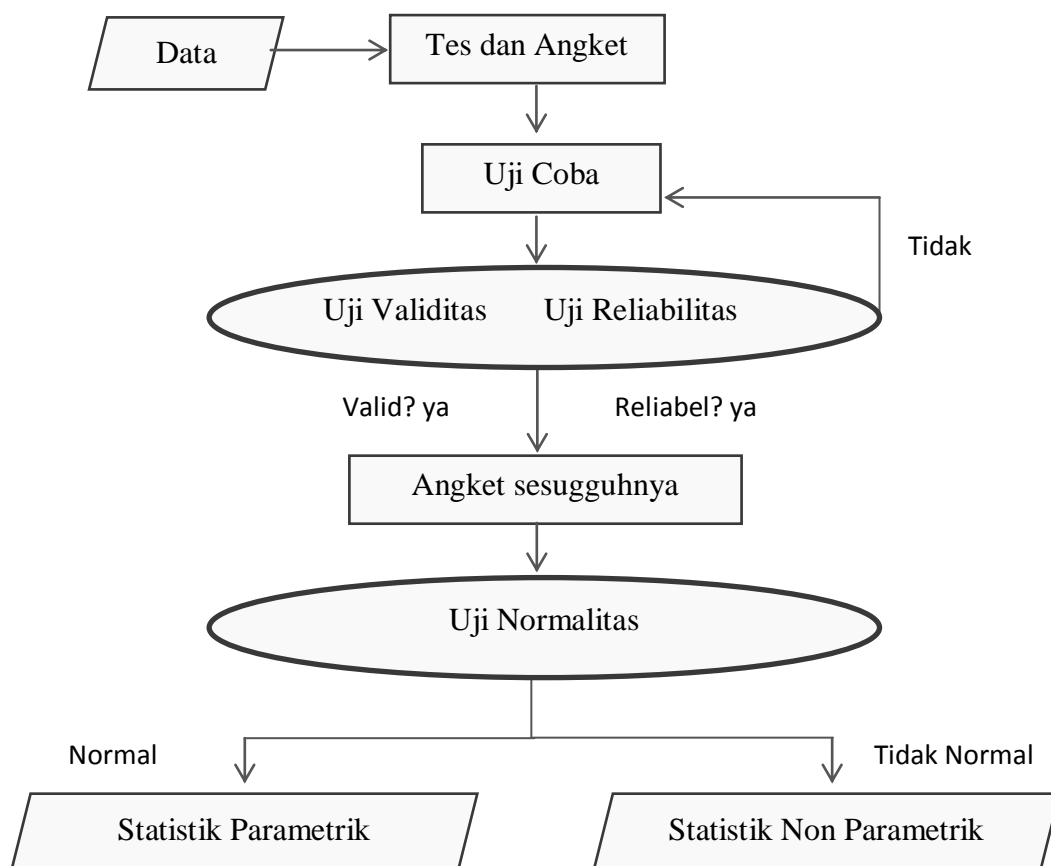 Data
Tes dan Angket
Uji Coba
Tidak
Uji Validitas Uji Reliabilitas
Valid? ya Reliabel? ya
Angket sesugguhnya
Uji Normalitas
Normal Tidak Normal
Statistik Parametrik Statistik Non Parametrik